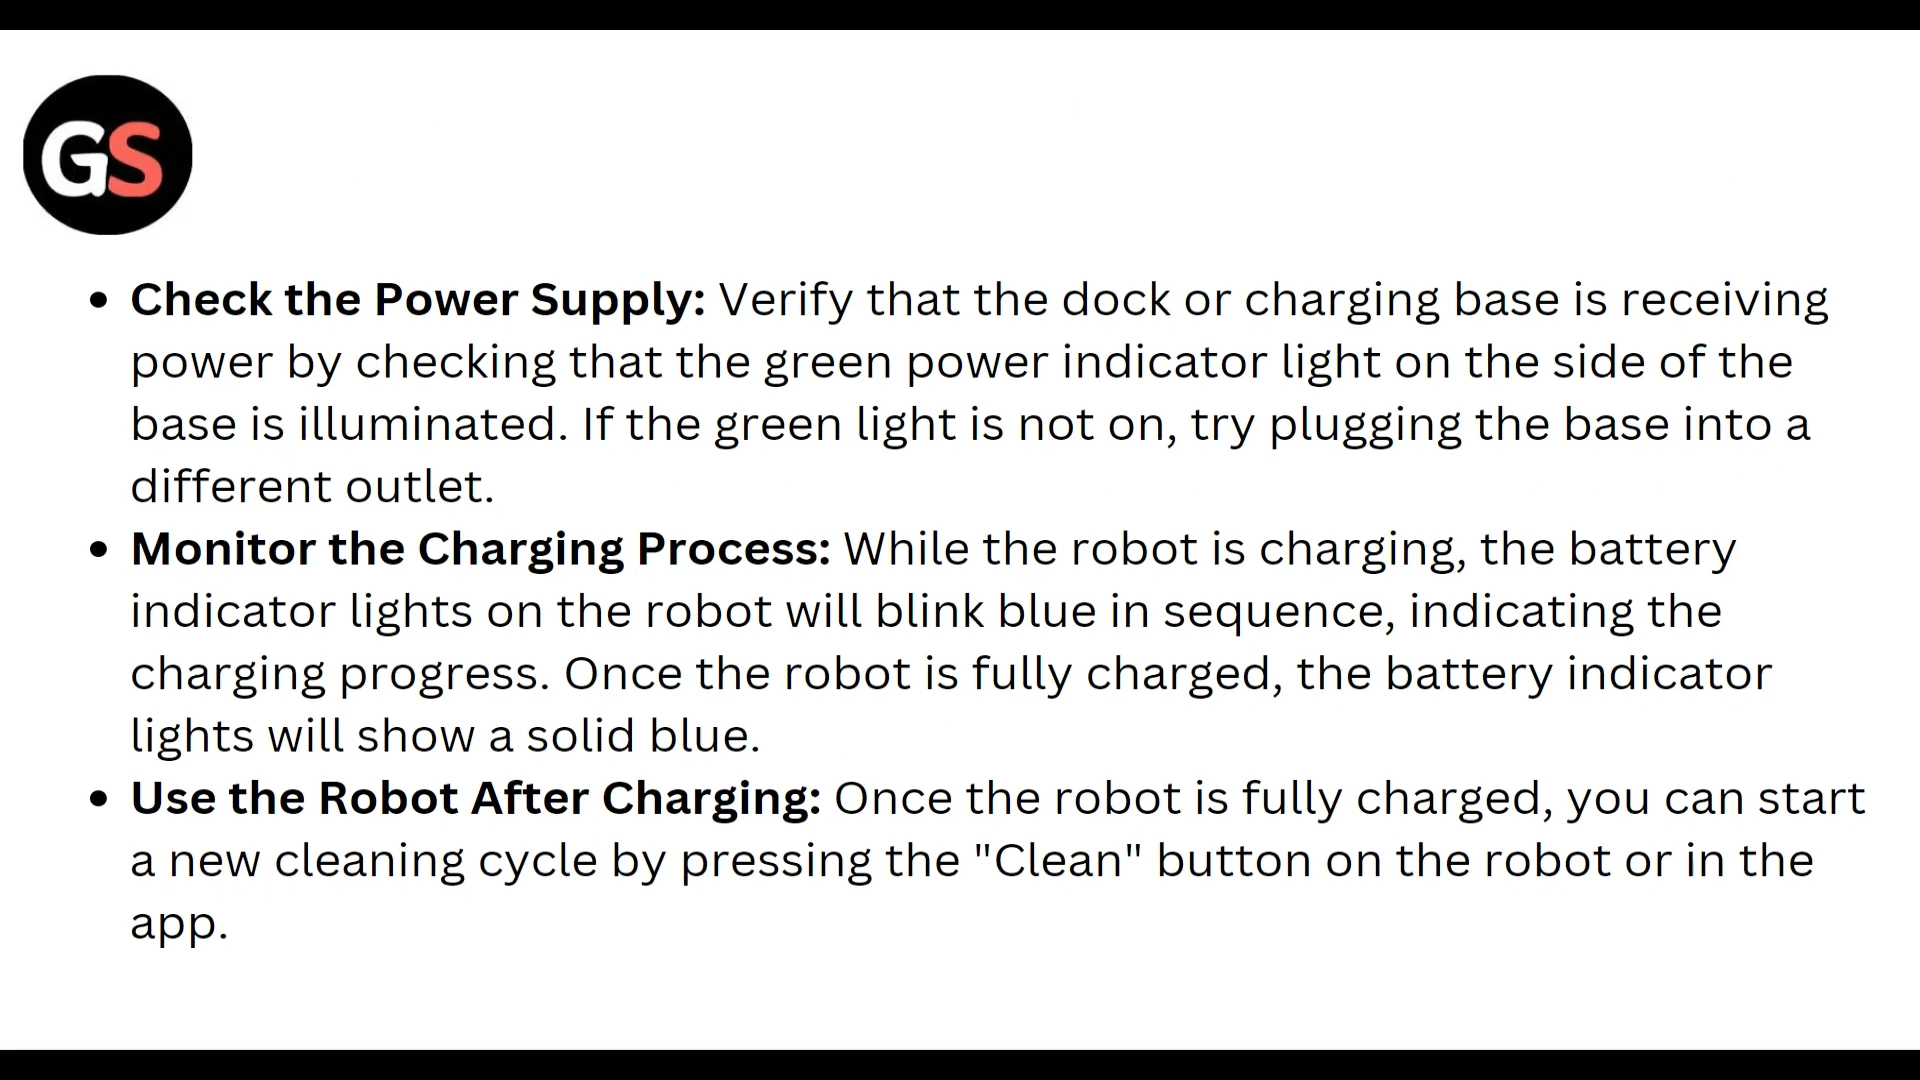 GS
• Check the Power Supply: Verify that the dock or charging base is receiving
power by checking that the green power indicator light on the side of the
base is illuminated. If the green light is not on, try plugging the base into a
different outlet.
• Monitor the Charging Process: While the robot is charging, the battery
indicator lights on the robot will blink blue in sequence, indicating the
charging progress. Once the robot is fully charged, the battery indicator
lights will show a solid blue.
• Use the Robot After Charging: Once the robot is fully charged, you can start
a new cleaning cycle by pressing the "Clean" button on the robot or in the
app.